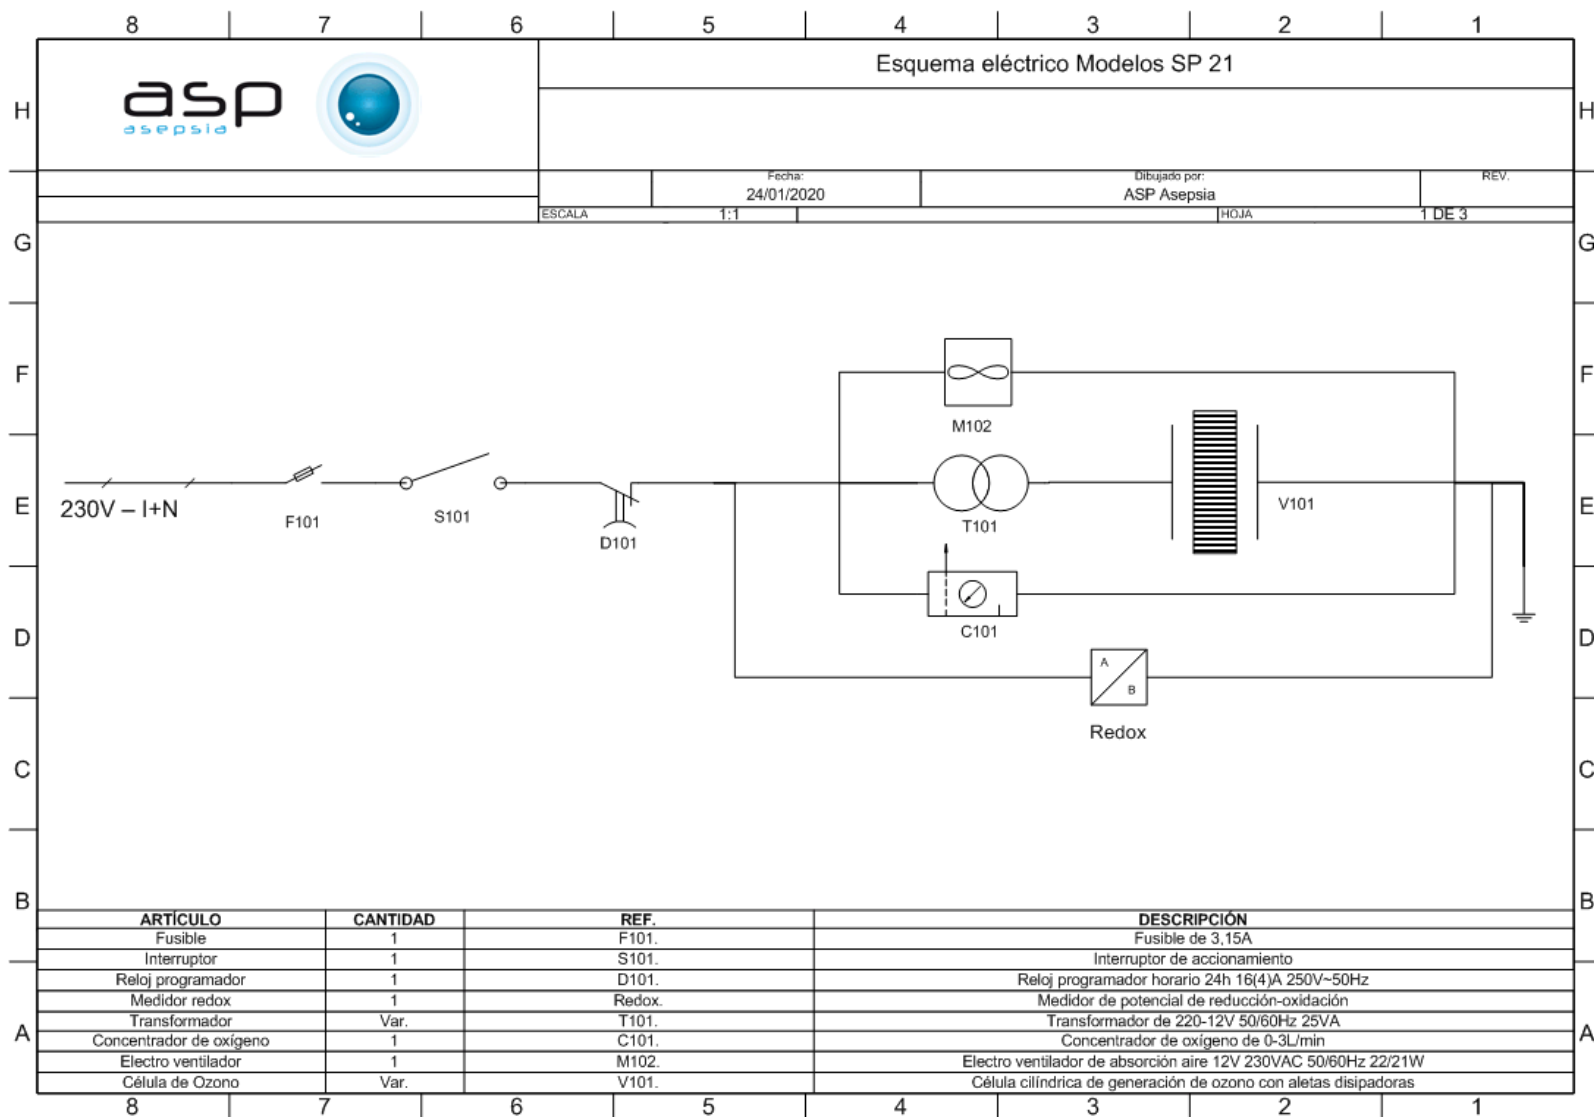 8 7 6 5 4 3 2 1
asp
asepsia
Esquema eléctrico Modelos SP 21
H H
Fecha:
24/01/2020
Dibujado por:
ASP Asepsia
REV.
ESCALA 1:1 HOJA 1 DE 3
G G
F F
M102
E E
230V – I+N
F101
S101
D101
T101
V101
C101
D D
A
B
Redox
C C
B B
ARTÍCULO CANTIDAD REF. DESCRIPCIÓN
Fusible 1 F101. Fusible de 3,15A
Interruptor 1 S101. Interruptor de accionamiento
Reloj programador 1 D101. Reloj programador horario 24h 16(4)A 250V~50Hz
Medidor redox 1 Redox. Medidor de potencial de reducción-oxidación
Transformador Var. T101. Transformador de 220-12V 50/60Hz 25VA
Concentrador de oxígeno 1 C101. Concentrador de oxígeno de 0-3L/min
Electro ventilador 1 M102. Electro ventilador de absorción aire 12V 230VAC 50/60Hz 22/21W
Célula de Ozono Var. V101. Célula cilíndrica de generación de ozono con aletas disipadoras
A A
8 7 6 5 4 3 2 1